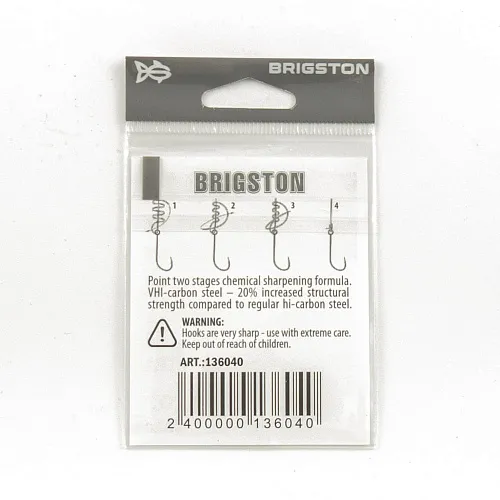 BRIGSTON
BRIGSTON
1 2 3 4
Point two stages chemical sharpening formula.
VHI-carbon steel – 20% increased structural
strength compared to regular hi-carbon steel.
WARNING:
Hooks are very sharp - use with extreme care.
Keep out of reach of children.
ART.:136040
2 400000 136040